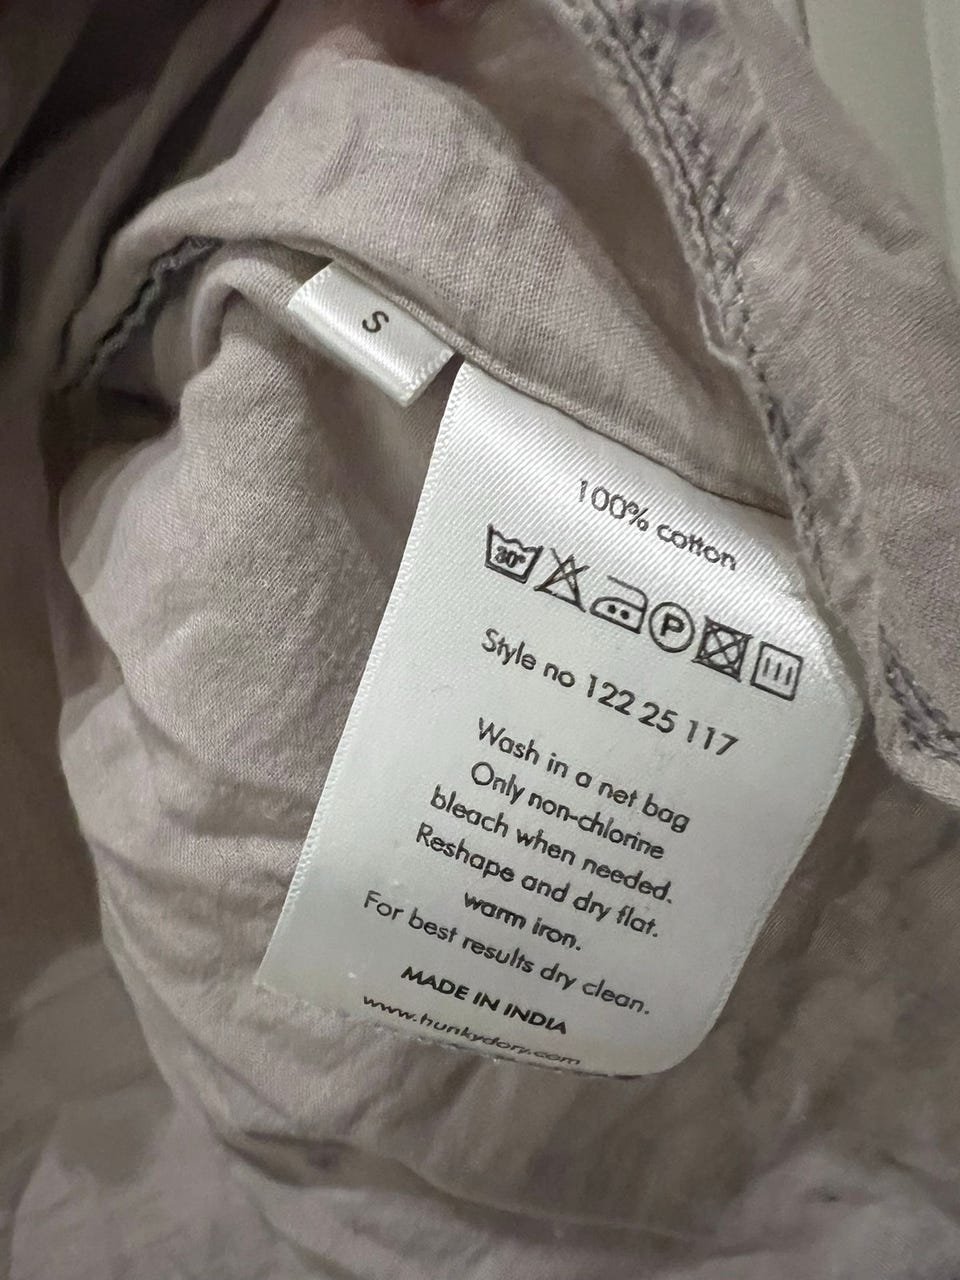 S
100% cotton
30°
P
Style no 122 25 117
Wash in a net bag
Only non-chlorine
bleach when needed.
Reshape and dry flat.
warm iron.
For best results dry clean.
MADE IN INDIA
www.hunkydory.com